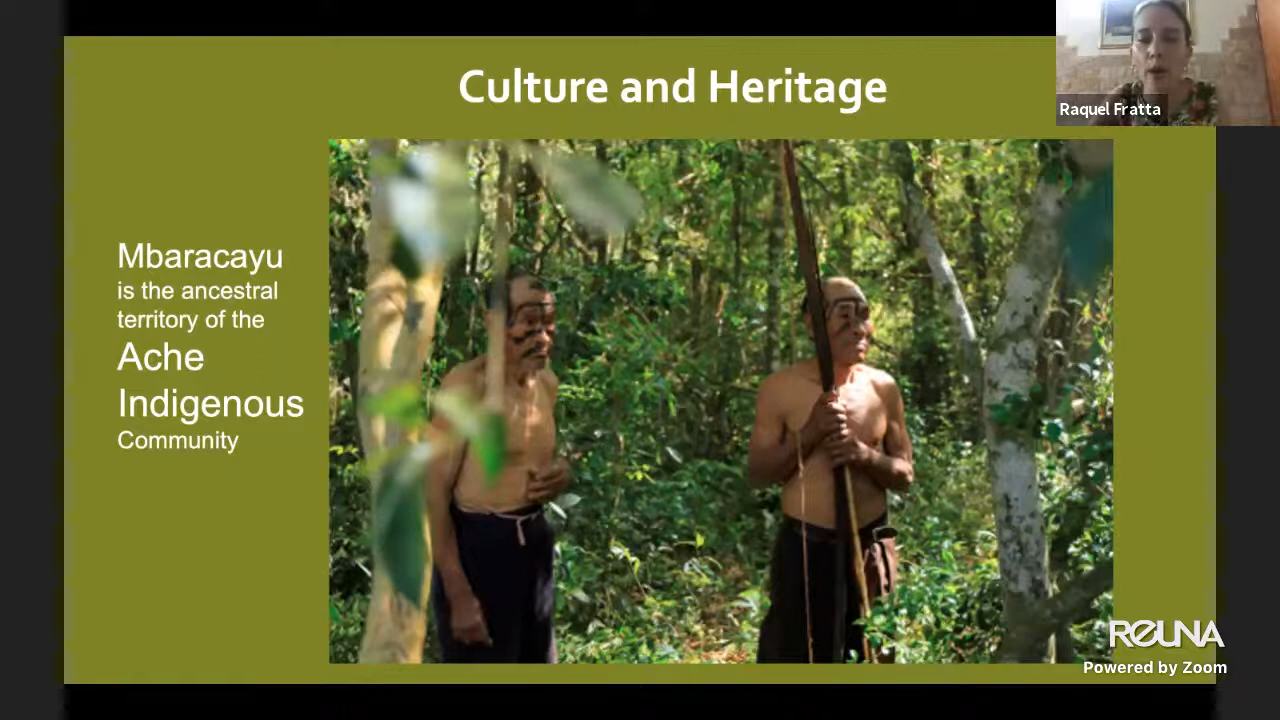 Culture and Heritage
Raquel Fratta
Mbaracayu
is the ancestral
territory of the
Ache
Indigenous
Community
REUNA
Powered by Zoom